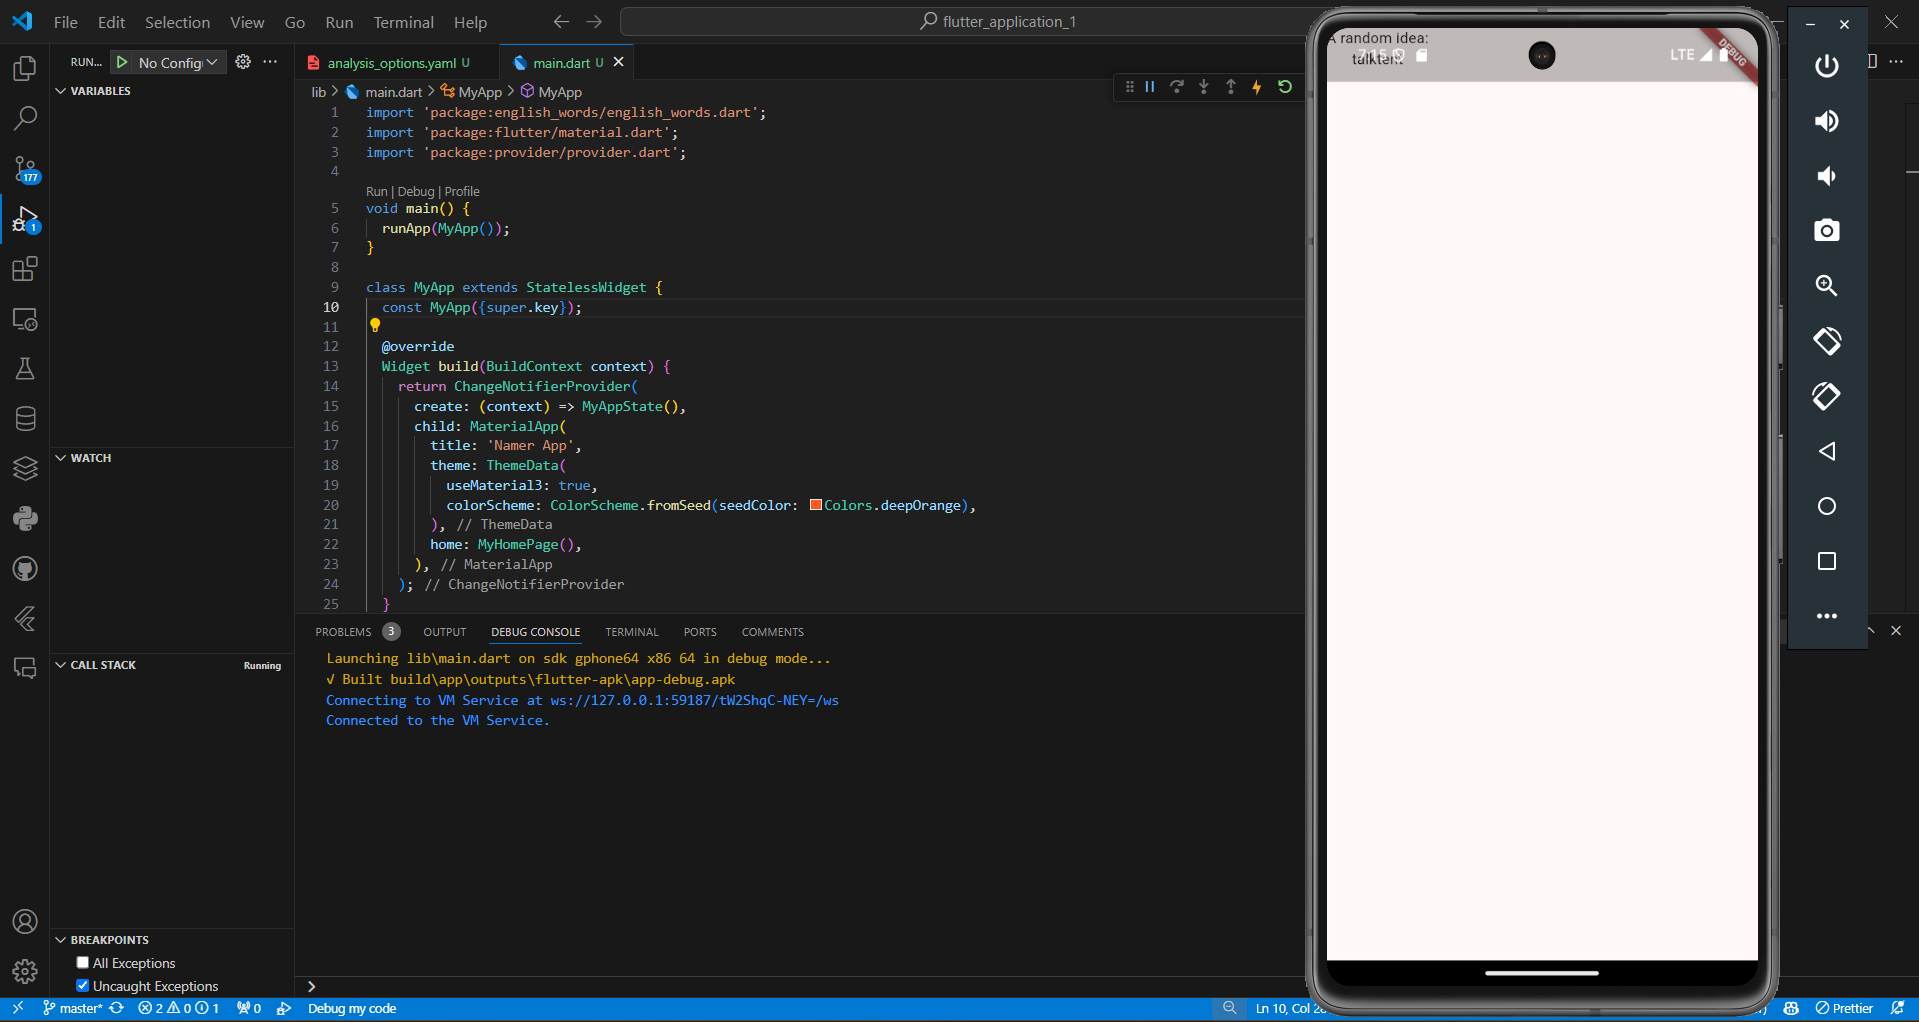 File Edit Selection View Go Run Terminal Help
flutter_application_1
RUN... No Config
analysis_options.yaml U
main.dart U
VARIABLES
lib > main.dart > MyApp > MyApp
1 import 'package:english_words/english_words.dart';
2 import 'package:flutter/material.dart';
3 import 'package:provider/provider.dart';
4
Run | Debug | Profile
5 void main() {
6 runApp(MyApp());
7 }
8
9 class MyApp extends StatelessWidget {
10 const MyApp({super.key});
11
12 @override
13 Widget build(BuildContext context) {
14 return ChangeNotifierProvider(
15 create: (context) => MyAppState(),
16 child: MaterialApp(
17 title: 'Namer App',
18 theme: ThemeData(
19 useMaterial3: true,
20 colorScheme: ColorScheme.fromSeed(seedColor: Colors.deepOrange),
21 ), // ThemeData
22 home: MyHomePage(),
23 ), // MaterialApp
24 ); // ChangeNotifierProvider
25 }
177
1
WATCH
CALL STACK
Running
BREAKPOINTS
All Exceptions
Uncaught Exceptions
PROBLEMS 3 OUTPUT DEBUG CONSOLE TERMINAL PORTS COMMENTS
Launching lib\main.dart on sdk gphone64 x86 64 in debug mode...
√ Built build\app\outputs\flutter-apk\app-debug.apk
Connecting to VM Service at ws://127.0.0.1:59187/tW2ShqC-NEY=/ws
Connected to the VM Service.
master* 2 0 1 0 Debug my code
Ln 10, Col
Prettier
A random idea:
7:15
LTE
DEBUG